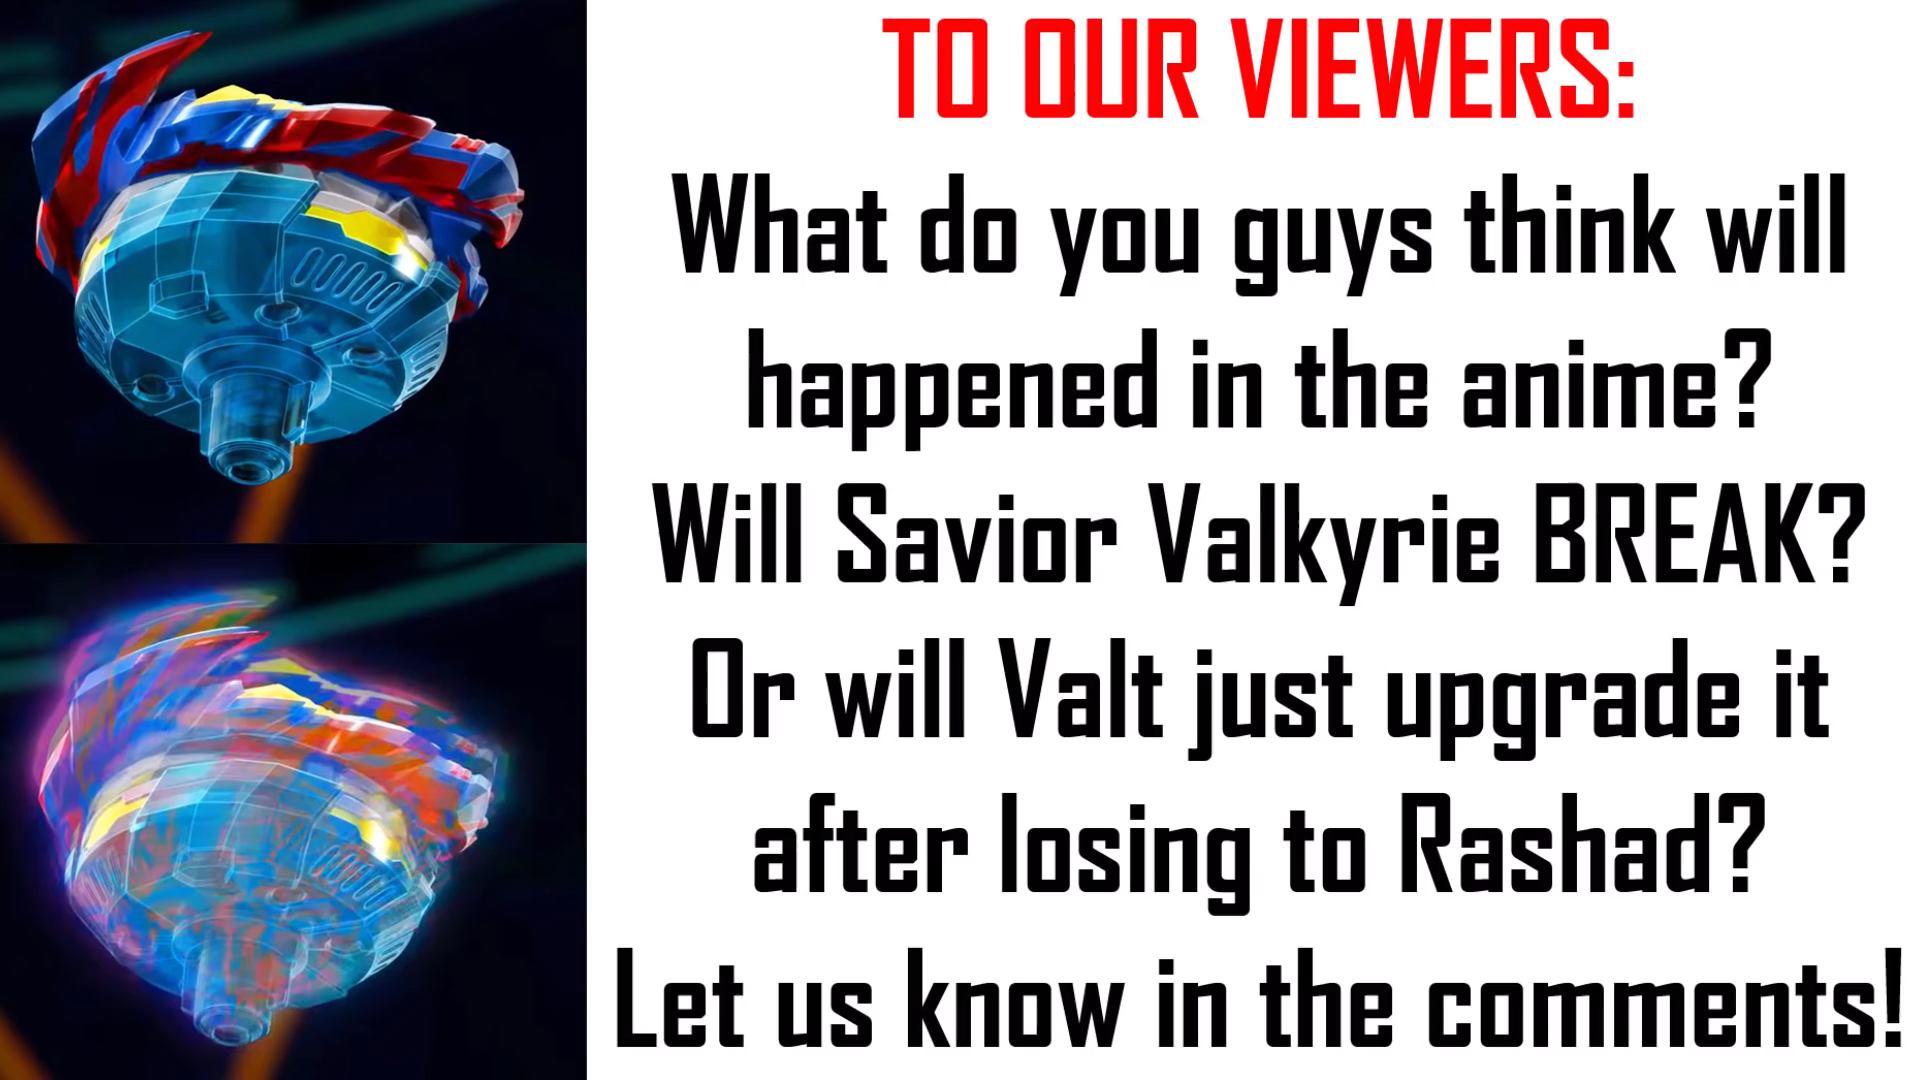 TO OUR VIEWERS:
What do you guys think will
happened in the anime?
Will Savior Valkyrie BREAK?
Or will Valt just upgrade it
after losing to Rashad?
Let us know in the comments!